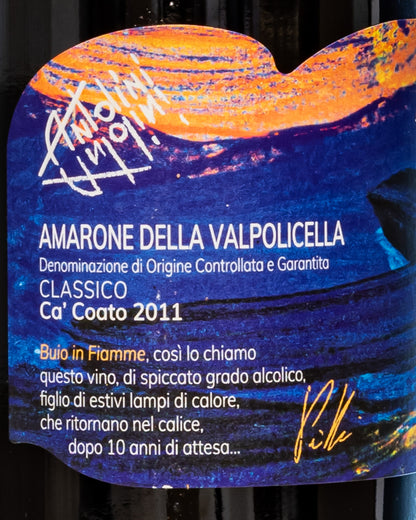 Antolini
AMARONE DELLA VALPOLICELLA
Denominazione di Origine Controllata e Garantita
CLASSICO
Ca' Coato 2011
Buio in Fiamme, così lo chiamo
questo vino, di spiccato grado alcolico,
figlio di estivi lampi di calore,
che ritornano nel calice,
dopo 10 anni di attesa...